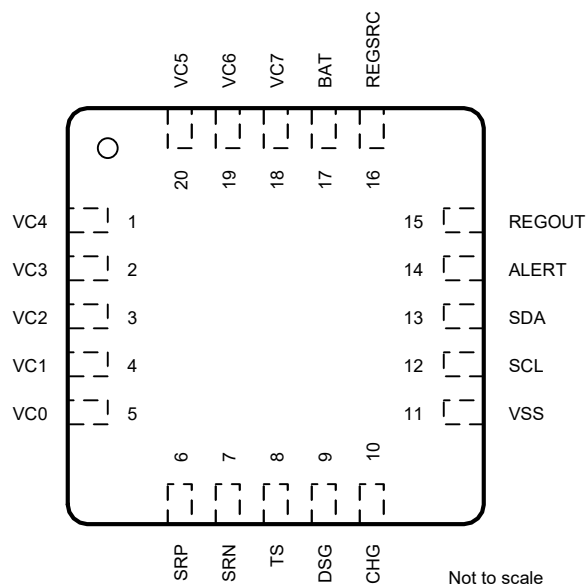 VC5 VC6 VC7 BAT REGSRC
20 19 18 17 16
VC4 1 15 REGOUT
VC3 2 14 ALERT
VC2 3 13 SDA
VC1 4 12 SCL
VC0 5 11 VSS
6 7 8 9 10
SRP SRN TS DSG CHG
Not to scale